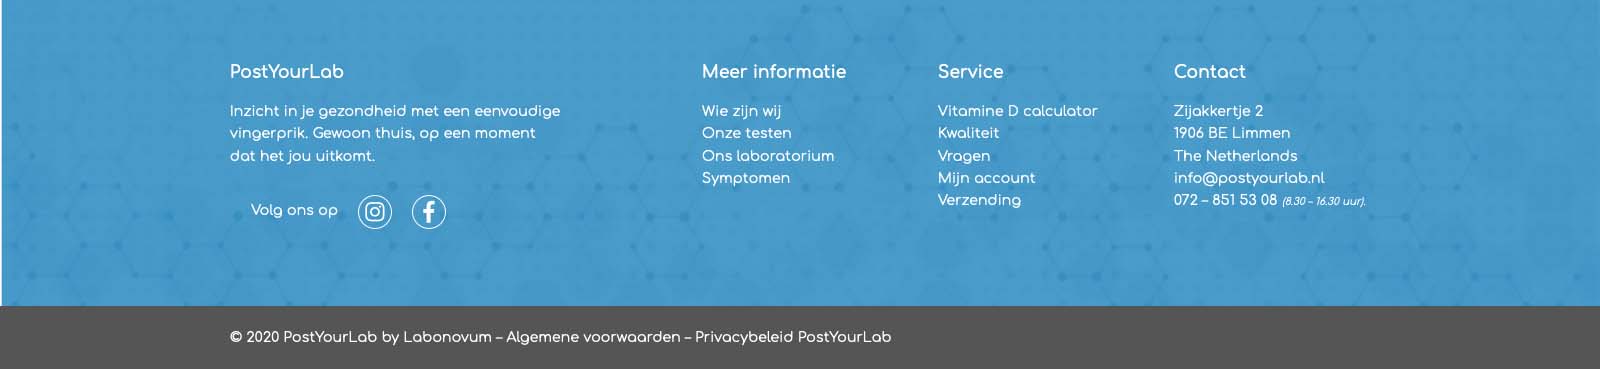 PostYourLab
Inzicht in je gezondheid met een eenvoudige
vingerprik. Gewoon thuis, op een moment
dat het jou uitkomt.
Volg ons op
Meer informatie
Wie zijn wij
Onze testen
Ons laboratorium
Symptomen
Service
Vitamine D calculator
Kwaliteit
Vragen
Mijn account
Verzending
Contact
Zijakkertje 2
1906 BE Limmen
The Netherlands
info@postyourlab.nl
072 – 851 53 08 (8.30 – 16.30 uur).
© 2020 PostYourLab by Labonovum – Algemene voorwaarden – Privacybeleid PostYourLab